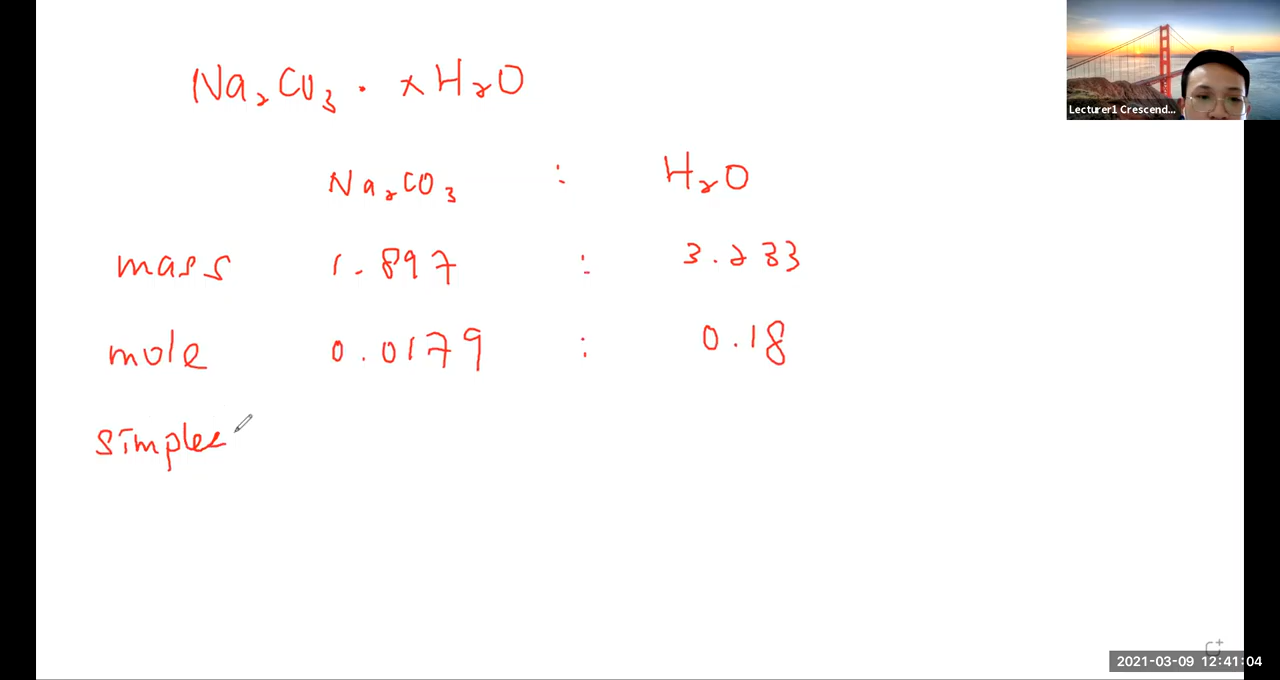 Na₂CO₃ · xH₂O
Na₂CO₃ : H₂O
mass 1.897 : 3.233
mole 0.0179 : 0.18
simples
Lecturer1 Crescend...
2021-03-09 12:41:04